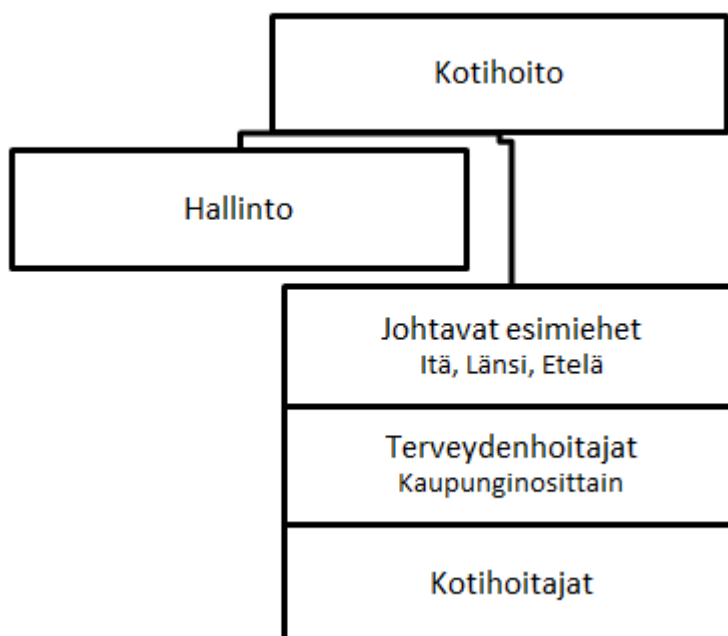 Kotihoito
Hallinto
Johtavat esimiehet
Itä, Länsi, Etelä
Terveydenhoitajat
Kaupunginosittain
Kotihoitajat